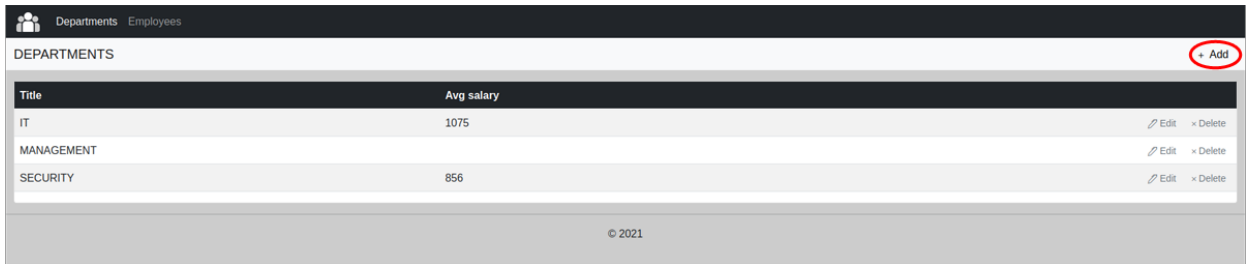 Departments Employees
DEPARTMENTS + Add
Title Avg salary
IT 1075 Edit × Delete
MANAGEMENT Edit × Delete
SECURITY 856 Edit × Delete
© 2021